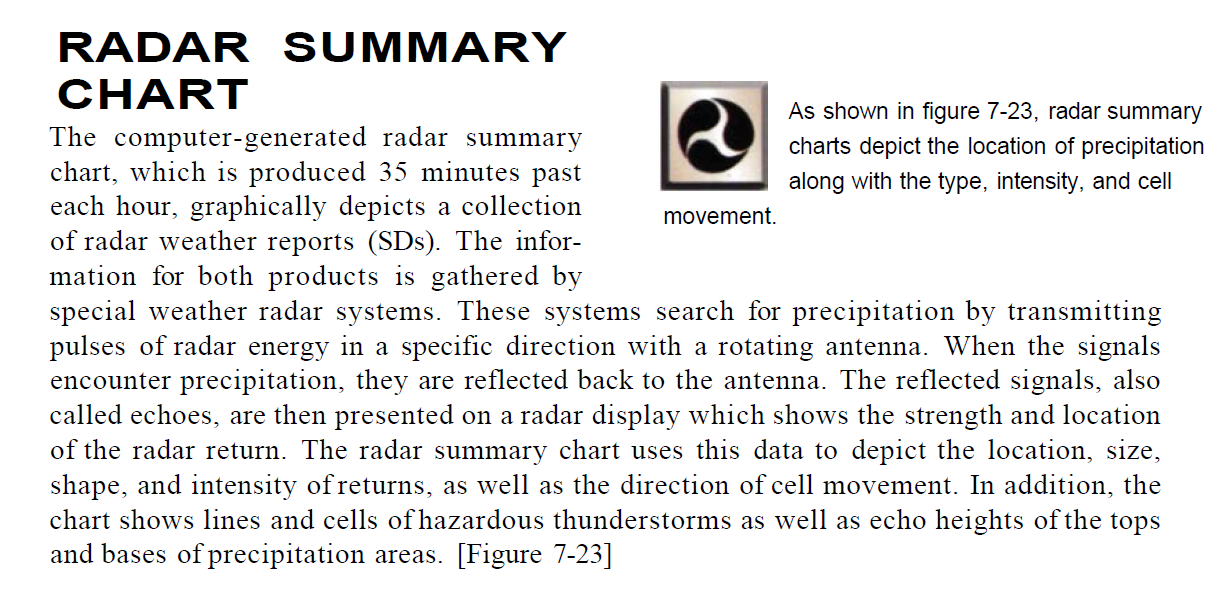 RADAR SUMMARY
CHART
The computer-generated radar summary
chart, which is produced 35 minutes past
each hour, graphically depicts a collection
of radar weather reports (SDs). The infor-
mation for both products is gathered by
special weather radar systems. These systems search for precipitation by transmitting
pulses of radar energy in a specific direction with a rotating antenna. When the signals
encounter precipitation, they are reflected back to the antenna. The reflected signals, also
called echoes, are then presented on a radar display which shows the strength and location
of the radar return. The radar summary chart uses this data to depict the location, size,
shape, and intensity of returns, as well as the direction of cell movement. In addition, the
chart shows lines and cells of hazardous thunderstorms as well as echo heights of the tops
and bases of precipitation areas. [Figure 7-23]
As shown in figure 7-23, radar summary
charts depict the location of precipitation
along with the type, intensity, and cell
movement.